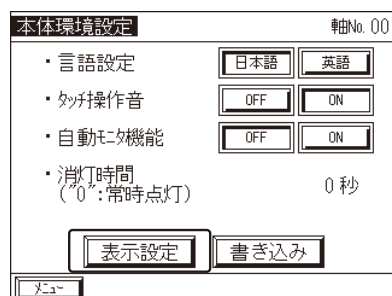 本体環境設定 軸No. 00
・言語設定 日本語 英語
・ﾀｯﾁ操作音 OFF ON
・自動ﾓﾆﾀ機能 OFF ON
・消灯時間 0 秒
("0":常時点灯)
表示設定 書き込み
ﾒﾆｭｰ